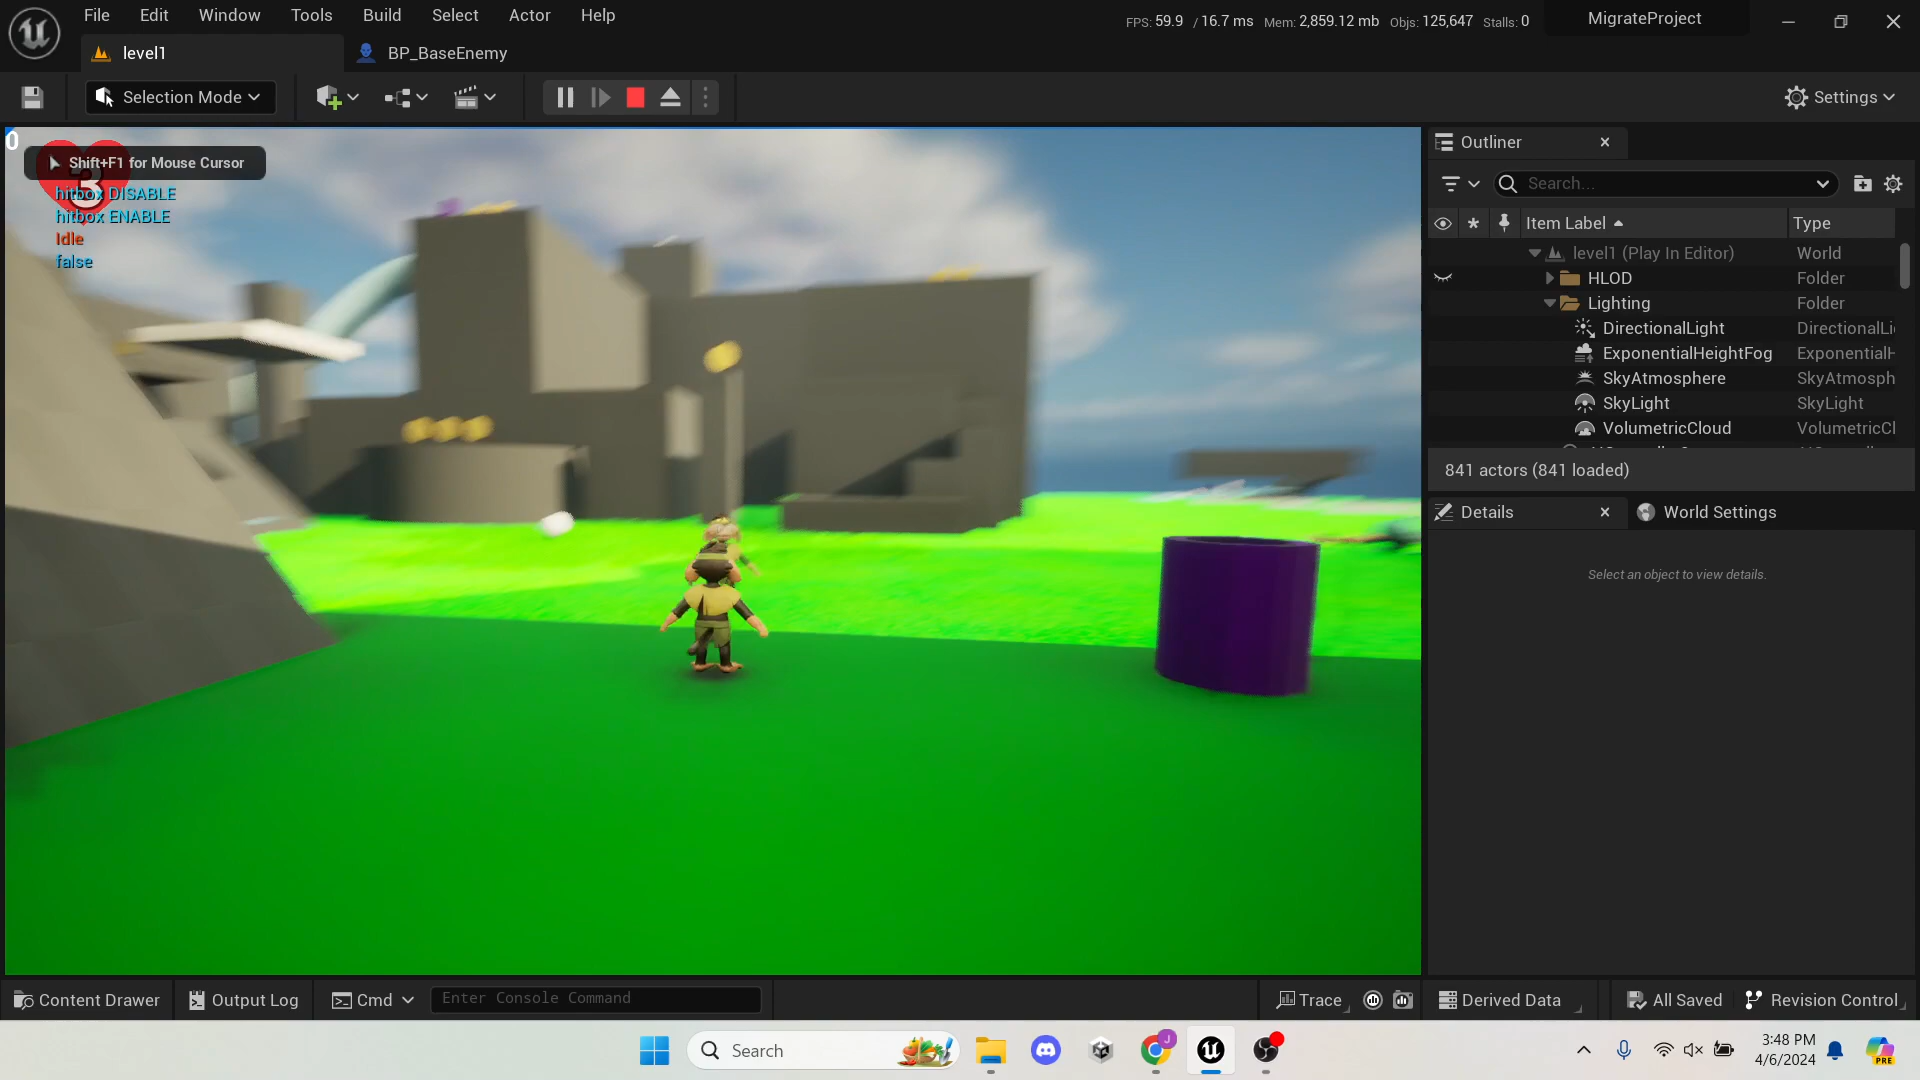 File Edit Window Tools Build Select Actor Help
FPS: 59.9 / 16.7 ms Mem: 2,859.12 mb Objs: 125,647 Stalls: 0
MigrateProject
level1
BP_BaseEnemy
Selection Mode
Settings
0
Shift+F1 for Mouse Cursor
3
hitbox DISABLE
hitbox ENABLE
Idle
false
Outliner
Search...
Item Label Type
level1 (Play In Editor) World
HLOD Folder
Lighting Folder
DirectionalLight DirectionalLi
ExponentialHeightFog ExponentialH
SkyAtmosphere SkyAtmosph
SkyLight SkyLight
VolumetricCloud VolumetricCl
841 actors (841 loaded)
Details World Settings
Select an object to view details.
Content Drawer Output Log Cmd Enter Console Command Trace Derived Data All Saved Revision Control
Search
J
3:48 PM
4/6/2024
PRE